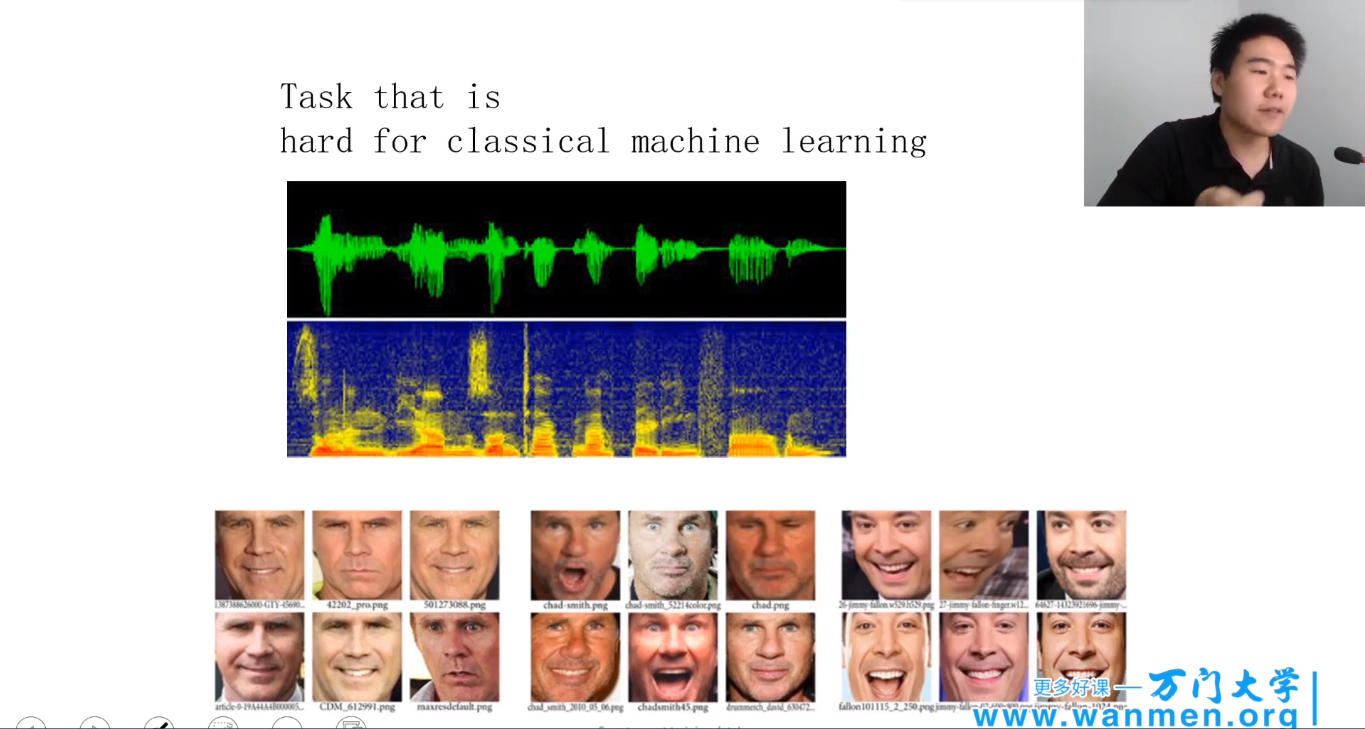 Task that is
hard for classical machine learning
1387388626000-GTY-45690...
42202_pro.png
501273088.png
chad-smith.png
chad-smith_52214color.png
chad.png
26-jimmy-fallon.w529.h529.png
27-jimmy-fallon-finger.w12...
64627-14323921696-jimmy-...
article-0-19A44A4B000005...
CDM_612991.png
maxresdefault.png
chad_smith_2010_05_06.png
chadsmith45.png
drummerch_david_630472...
fallon101115_2_250.png
更多好课 — 万门大学
www.wanmen.org